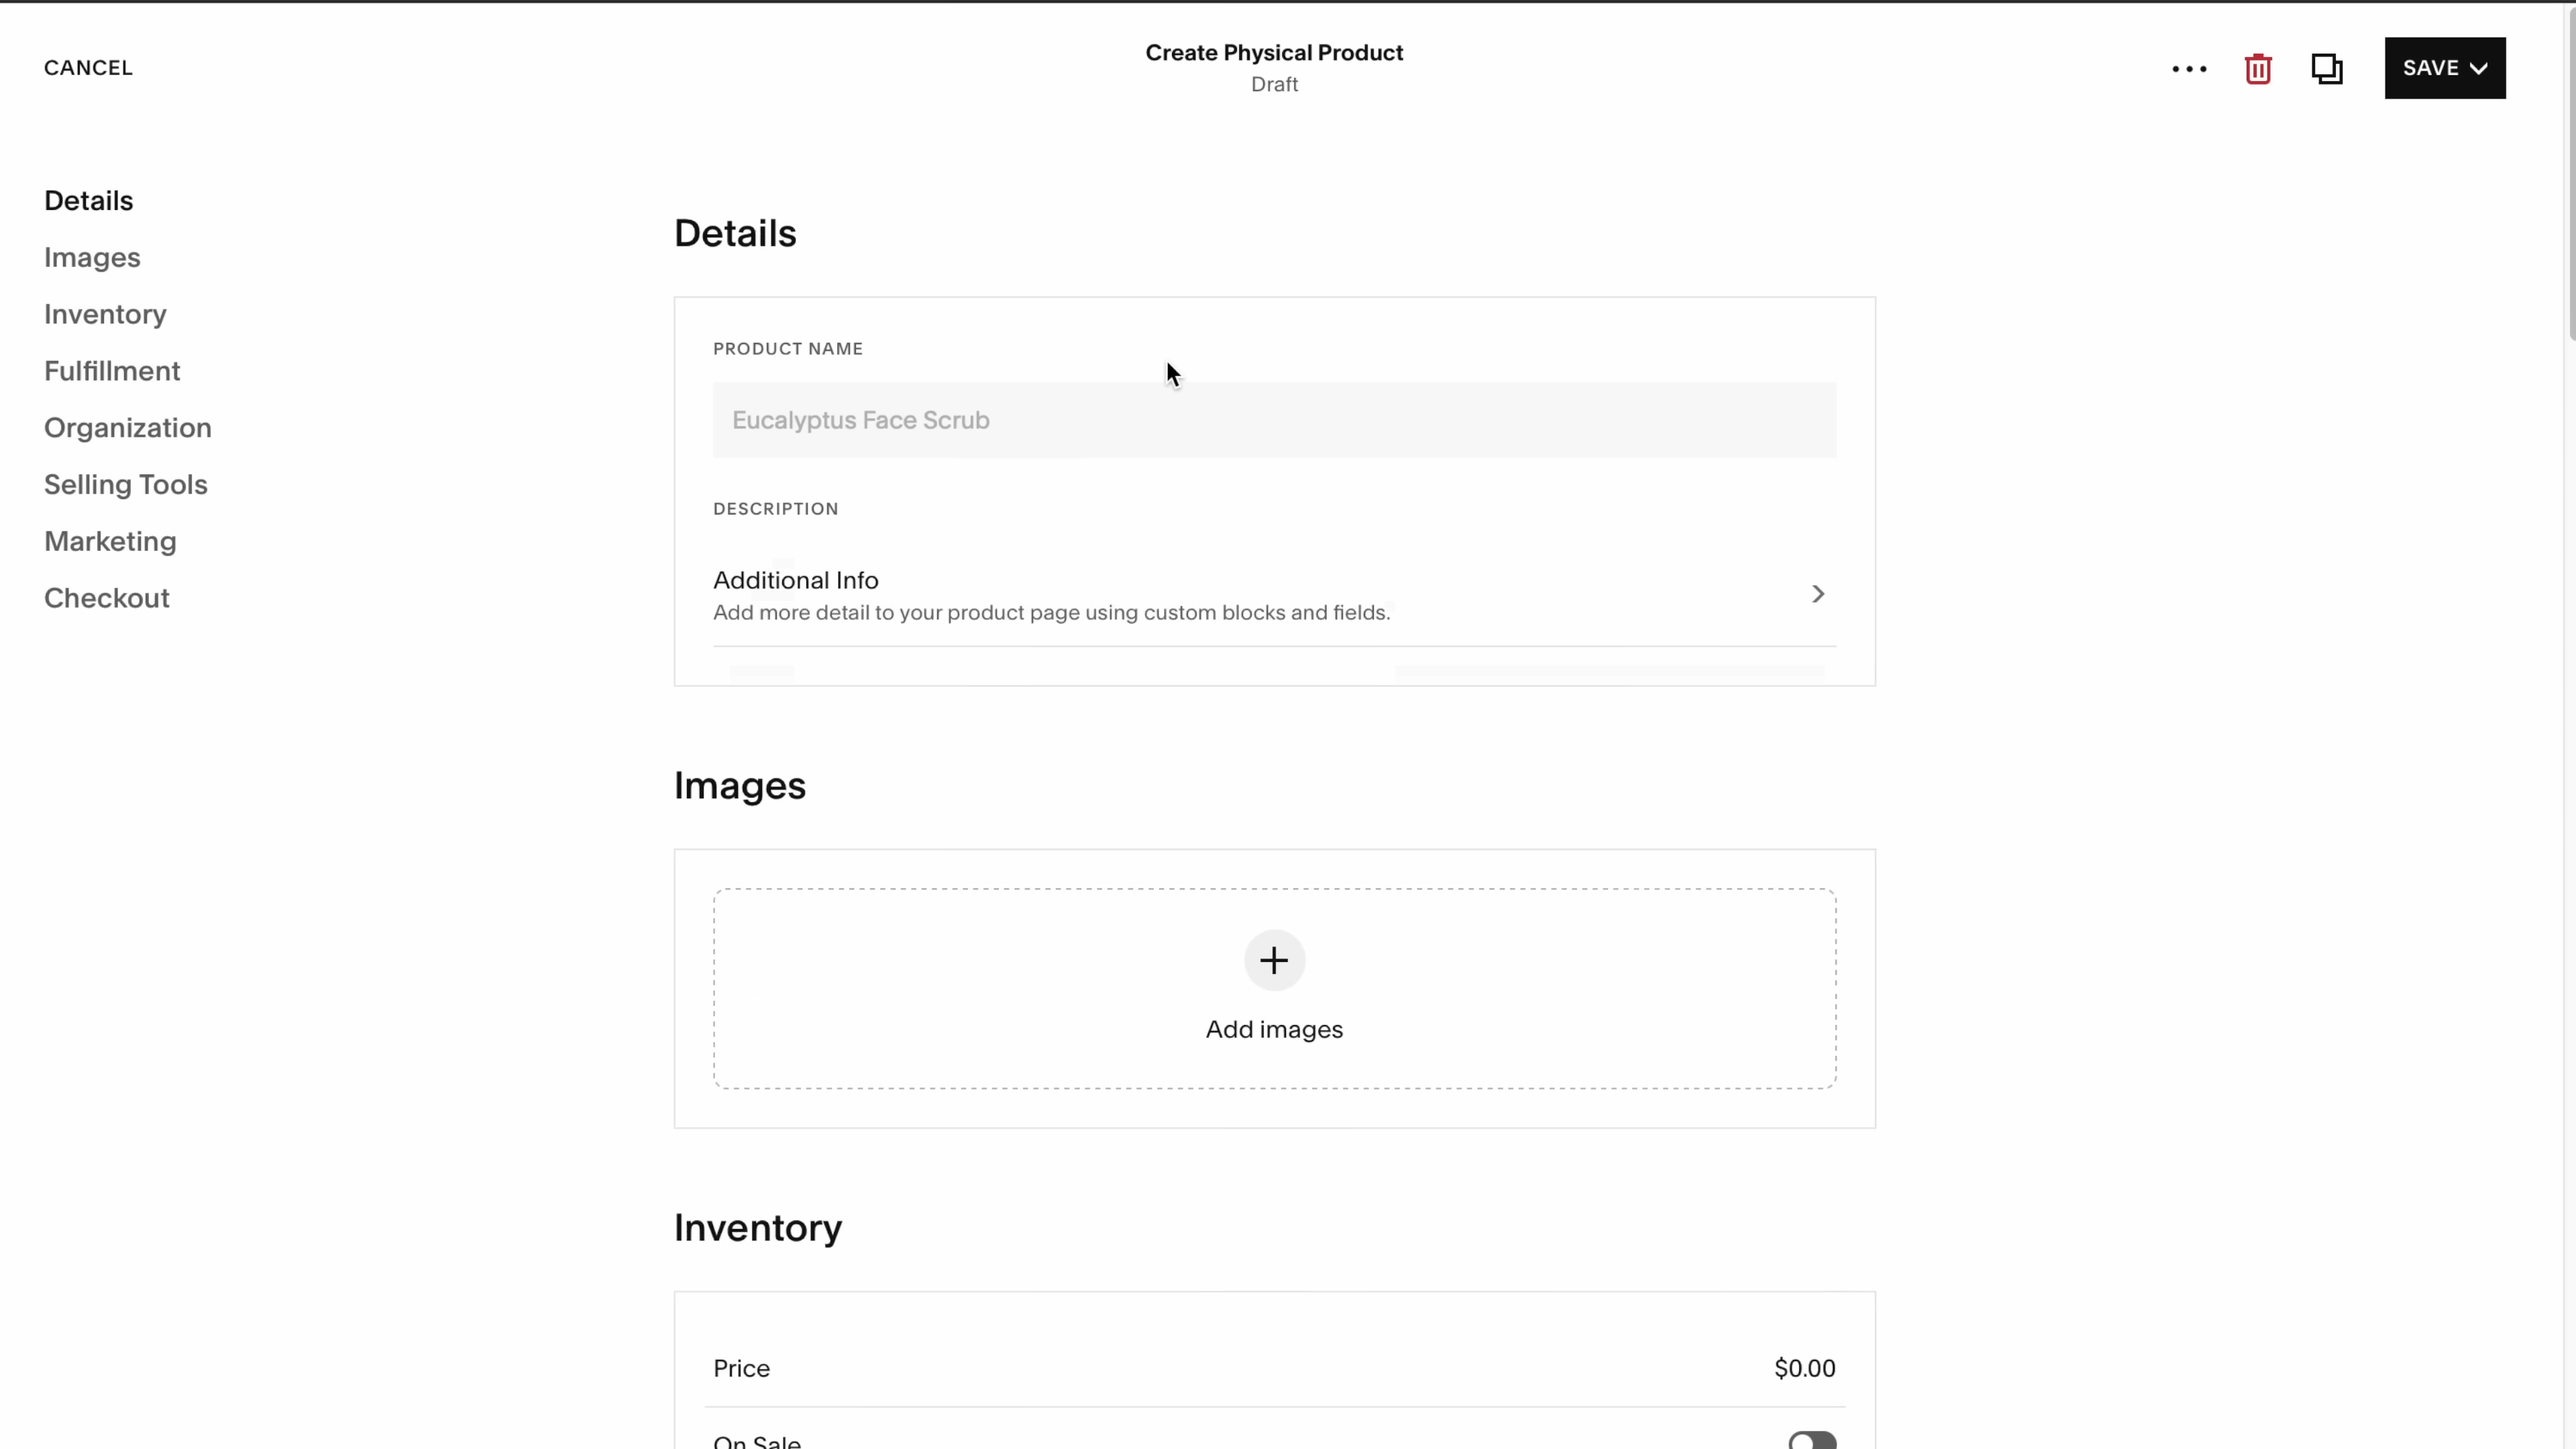 CANCEL
Create Physical Product
Draft
SAVE
Details
Images
Inventory
Fulfillment
Organization
Selling Tools
Marketing
Checkout
Details
PRODUCT NAME
Eucalyptus Face Scrub
DESCRIPTION
Additional Info
Add more detail to your product page using custom blocks and fields.
Images
Add images
Inventory
Price
$0.00
On Sale